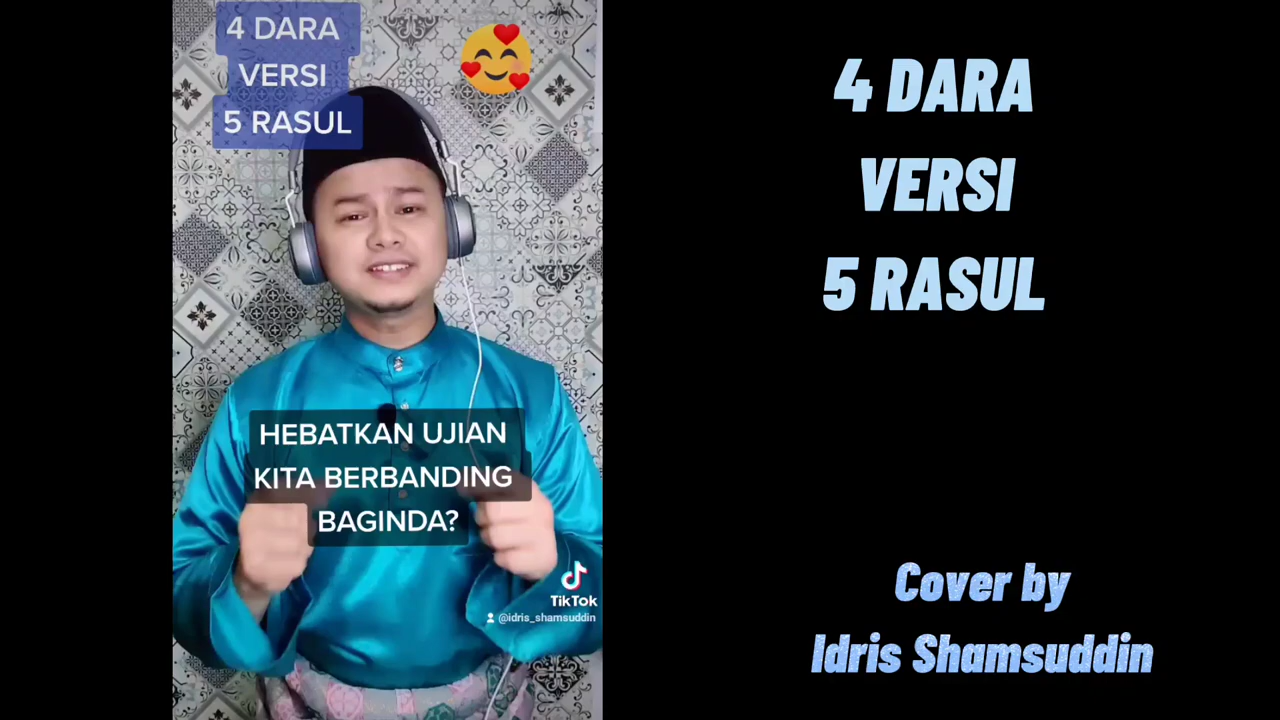 4 DARA
VERSI
5 RASUL
HEBATKAN UJIAN
KITA BERBANDING
BAGINDA?
TikTok
@idris_shamsuddin
4 DARA
VERSI
5 RASUL
Cover by
Idris Shamsuddin